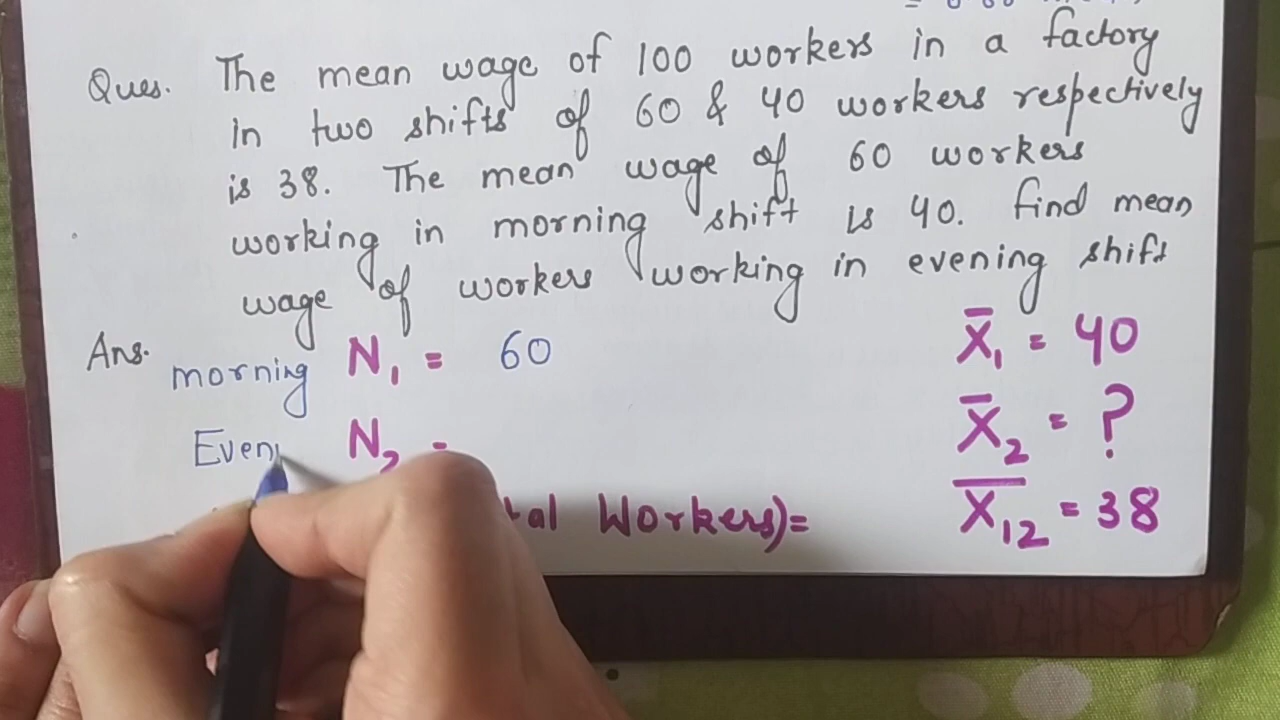 Ques. The mean wage of 100 workers in a factory
in two shifts of 60 & 40 workers respectively
is 38. The mean wage of 60 workers
working in morning shift is 40. find mean
wage of workers working in evening shift
Ans. morning N1 = 60 X̄1 = 40
Even N2 = X̄2 = ?
Workers) = X̄12 = 38